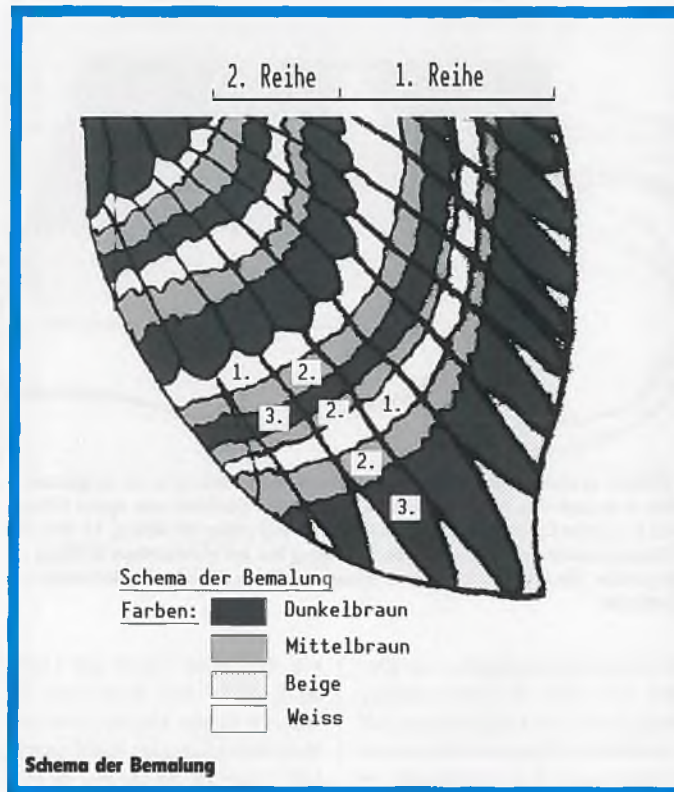 2. Reihe 1. Reihe
1. 2.
3. 2. 1.
2.
3.
Schema der Bemalung
Farben: Dunkelbraun
Mittelbraun
Beige
Weiss
Schema der Bemalung